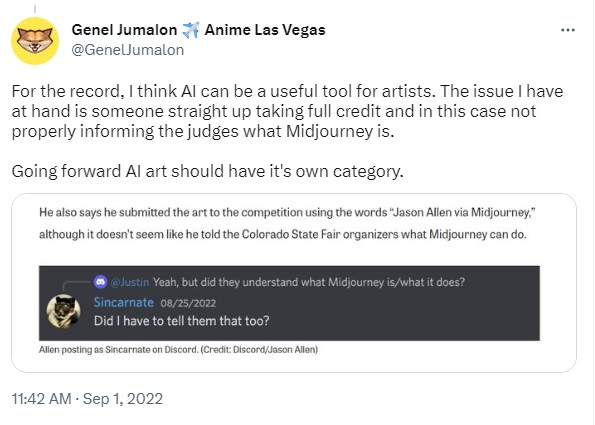 Genel Jumalon ✈️ Anime Las Vegas
@GenelJumalon
For the record, I think AI can be a useful tool for artists. The issue I have
at hand is someone straight up taking full credit and in this case not
properly informing the judges what Midjourney is.
Going forward AI art should have it's own category.
He also says he submitted the art to the competition using the words “Jason Allen via Midjourney,”
although it doesn’t seem like he told the Colorado State Fair organizers what Midjourney can do.
@Justin Yeah, but did they understand what Midjourney is/what it does?
Sincarnate 08/25/2022
Did I have to tell them that too?
Allen posting as Sincarnate on Discord. (Credit: Discord/Jason Allen)
11:42 AM · Sep 1, 2022